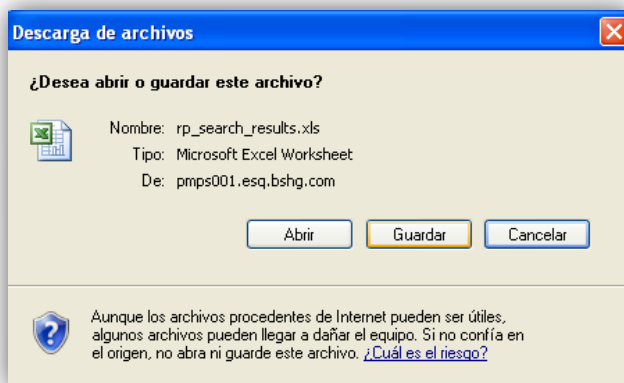 Descarga de archivos
¿Desea abrir o guardar este archivo?
Nombre: rp_search_results.xls
Tipo: Microsoft Excel Worksheet
De: pmps001.esq.bshg.com
Abrir Guardar Cancelar
Aunque los archivos procedentes de Internet pueden ser útiles,
algunos archivos pueden llegar a dañar el equipo. Si no confía en
el origen, no abra ni guarde este archivo. ¿Cuál es el riesgo?